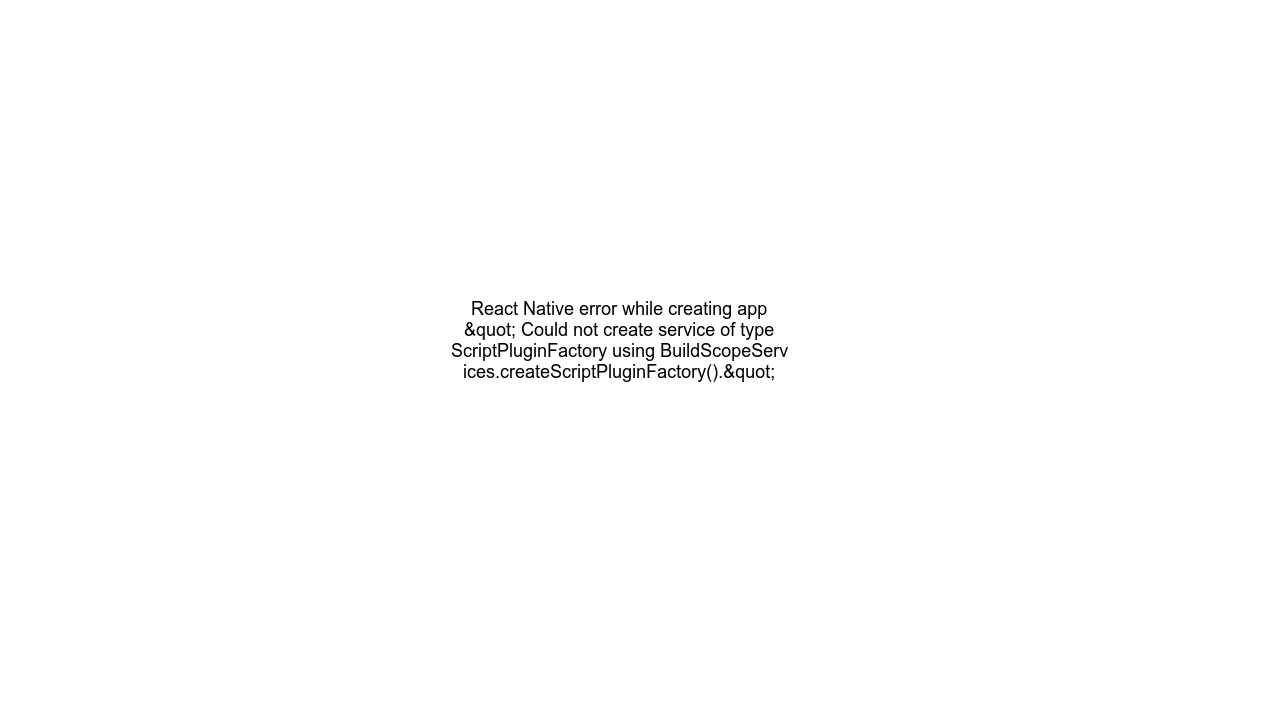 React Native error while creating app
&quot; Could not create service of type
ScriptPluginFactory using BuildScopeServ
ices.createScriptPluginFactory().&quot;